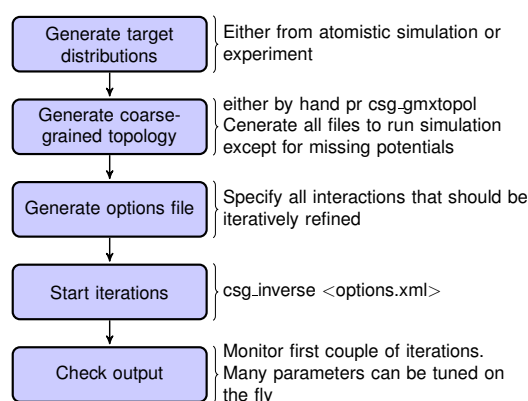 Generate target
distributions
Either from atomistic simulation or
experiment
Generate coarse-
grained topology
either by hand pr csg_gmxtopol
Cenerate all files to run simulation
except for missing potentials
Generate options file
Specify all interactions that should be
iteratively refined
Start iterations
csg_inverse <options.xml>
Check output
Monitor first couple of iterations.
Many parameters can be tuned on
the fly